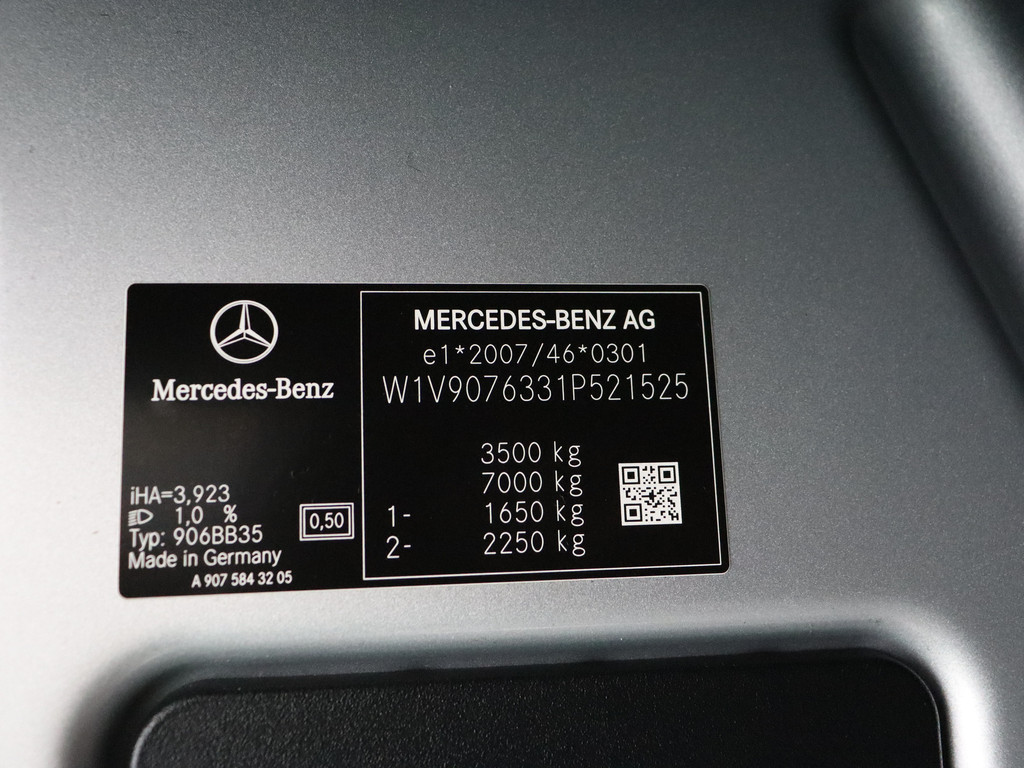 Mercedes-Benz
iHA=3,923
1,0 %
Typ: 906BB35
Made in Germany
A 907 584 32 05
0,50
MERCEDES-BENZ AG
e1*2007/46*0301
W1V9076331P521525
3500 kg
7000 kg
1- 1650 kg
2- 2250 kg